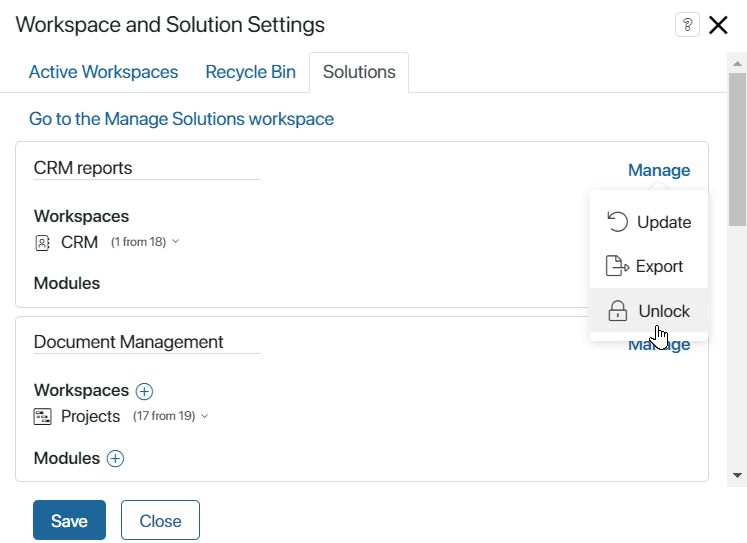 Workspace and Solution Settings
?
Active Workspaces Recycle Bin Solutions
Go to the Manage Solutions workspace
CRM reports Manage
Workspaces
CRM (1 from 18)
Modules
Update
Export
Unlock
Document Management Manage
Workspaces
Projects (17 from 19)
Modules
Save Close